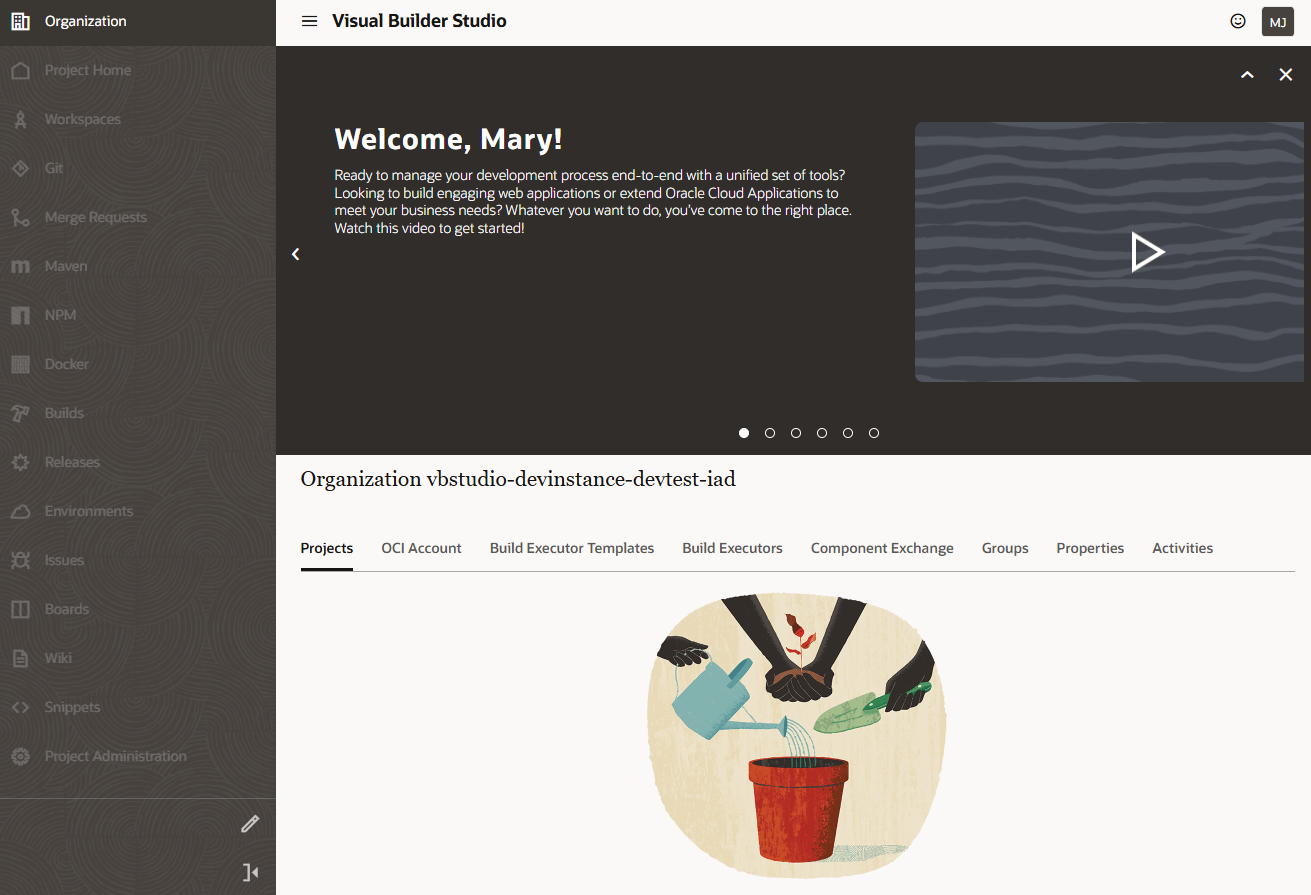 Organization
Visual Builder Studio
MJ
Project Home
Workspaces
Git
Merge Requests
Maven
NPM
Docker
Builds
Releases
Environments
Issues
Boards
Wiki
Snippets
Project Administration
Welcome, Mary!
Ready to manage your development process end-to-end with a unified set of tools?
Looking to build engaging web applications or extend Oracle Cloud Applications to
meet your business needs? Whatever you want to do, you've come to the right place.
Watch this video to get started!
Organization vbstudio-devinstance-devtest-iad
Projects OCI Account Build Executor Templates Build Executors Component Exchange Groups Properties Activities